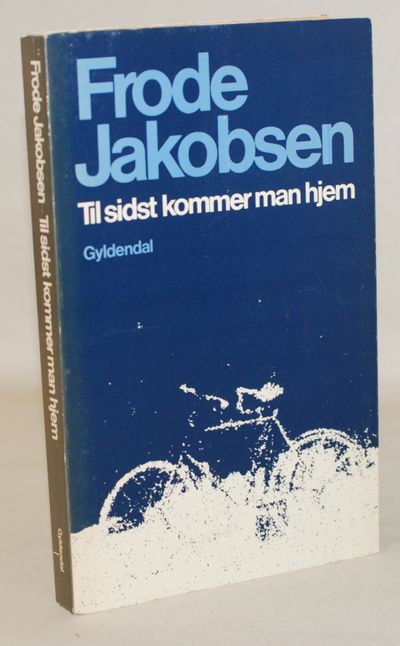 Frode
Jakobsen
Til sidst kommer man hjem
Gyldendal
Frode Jakobsen Til sidst kommer man hjem
Gyldendal